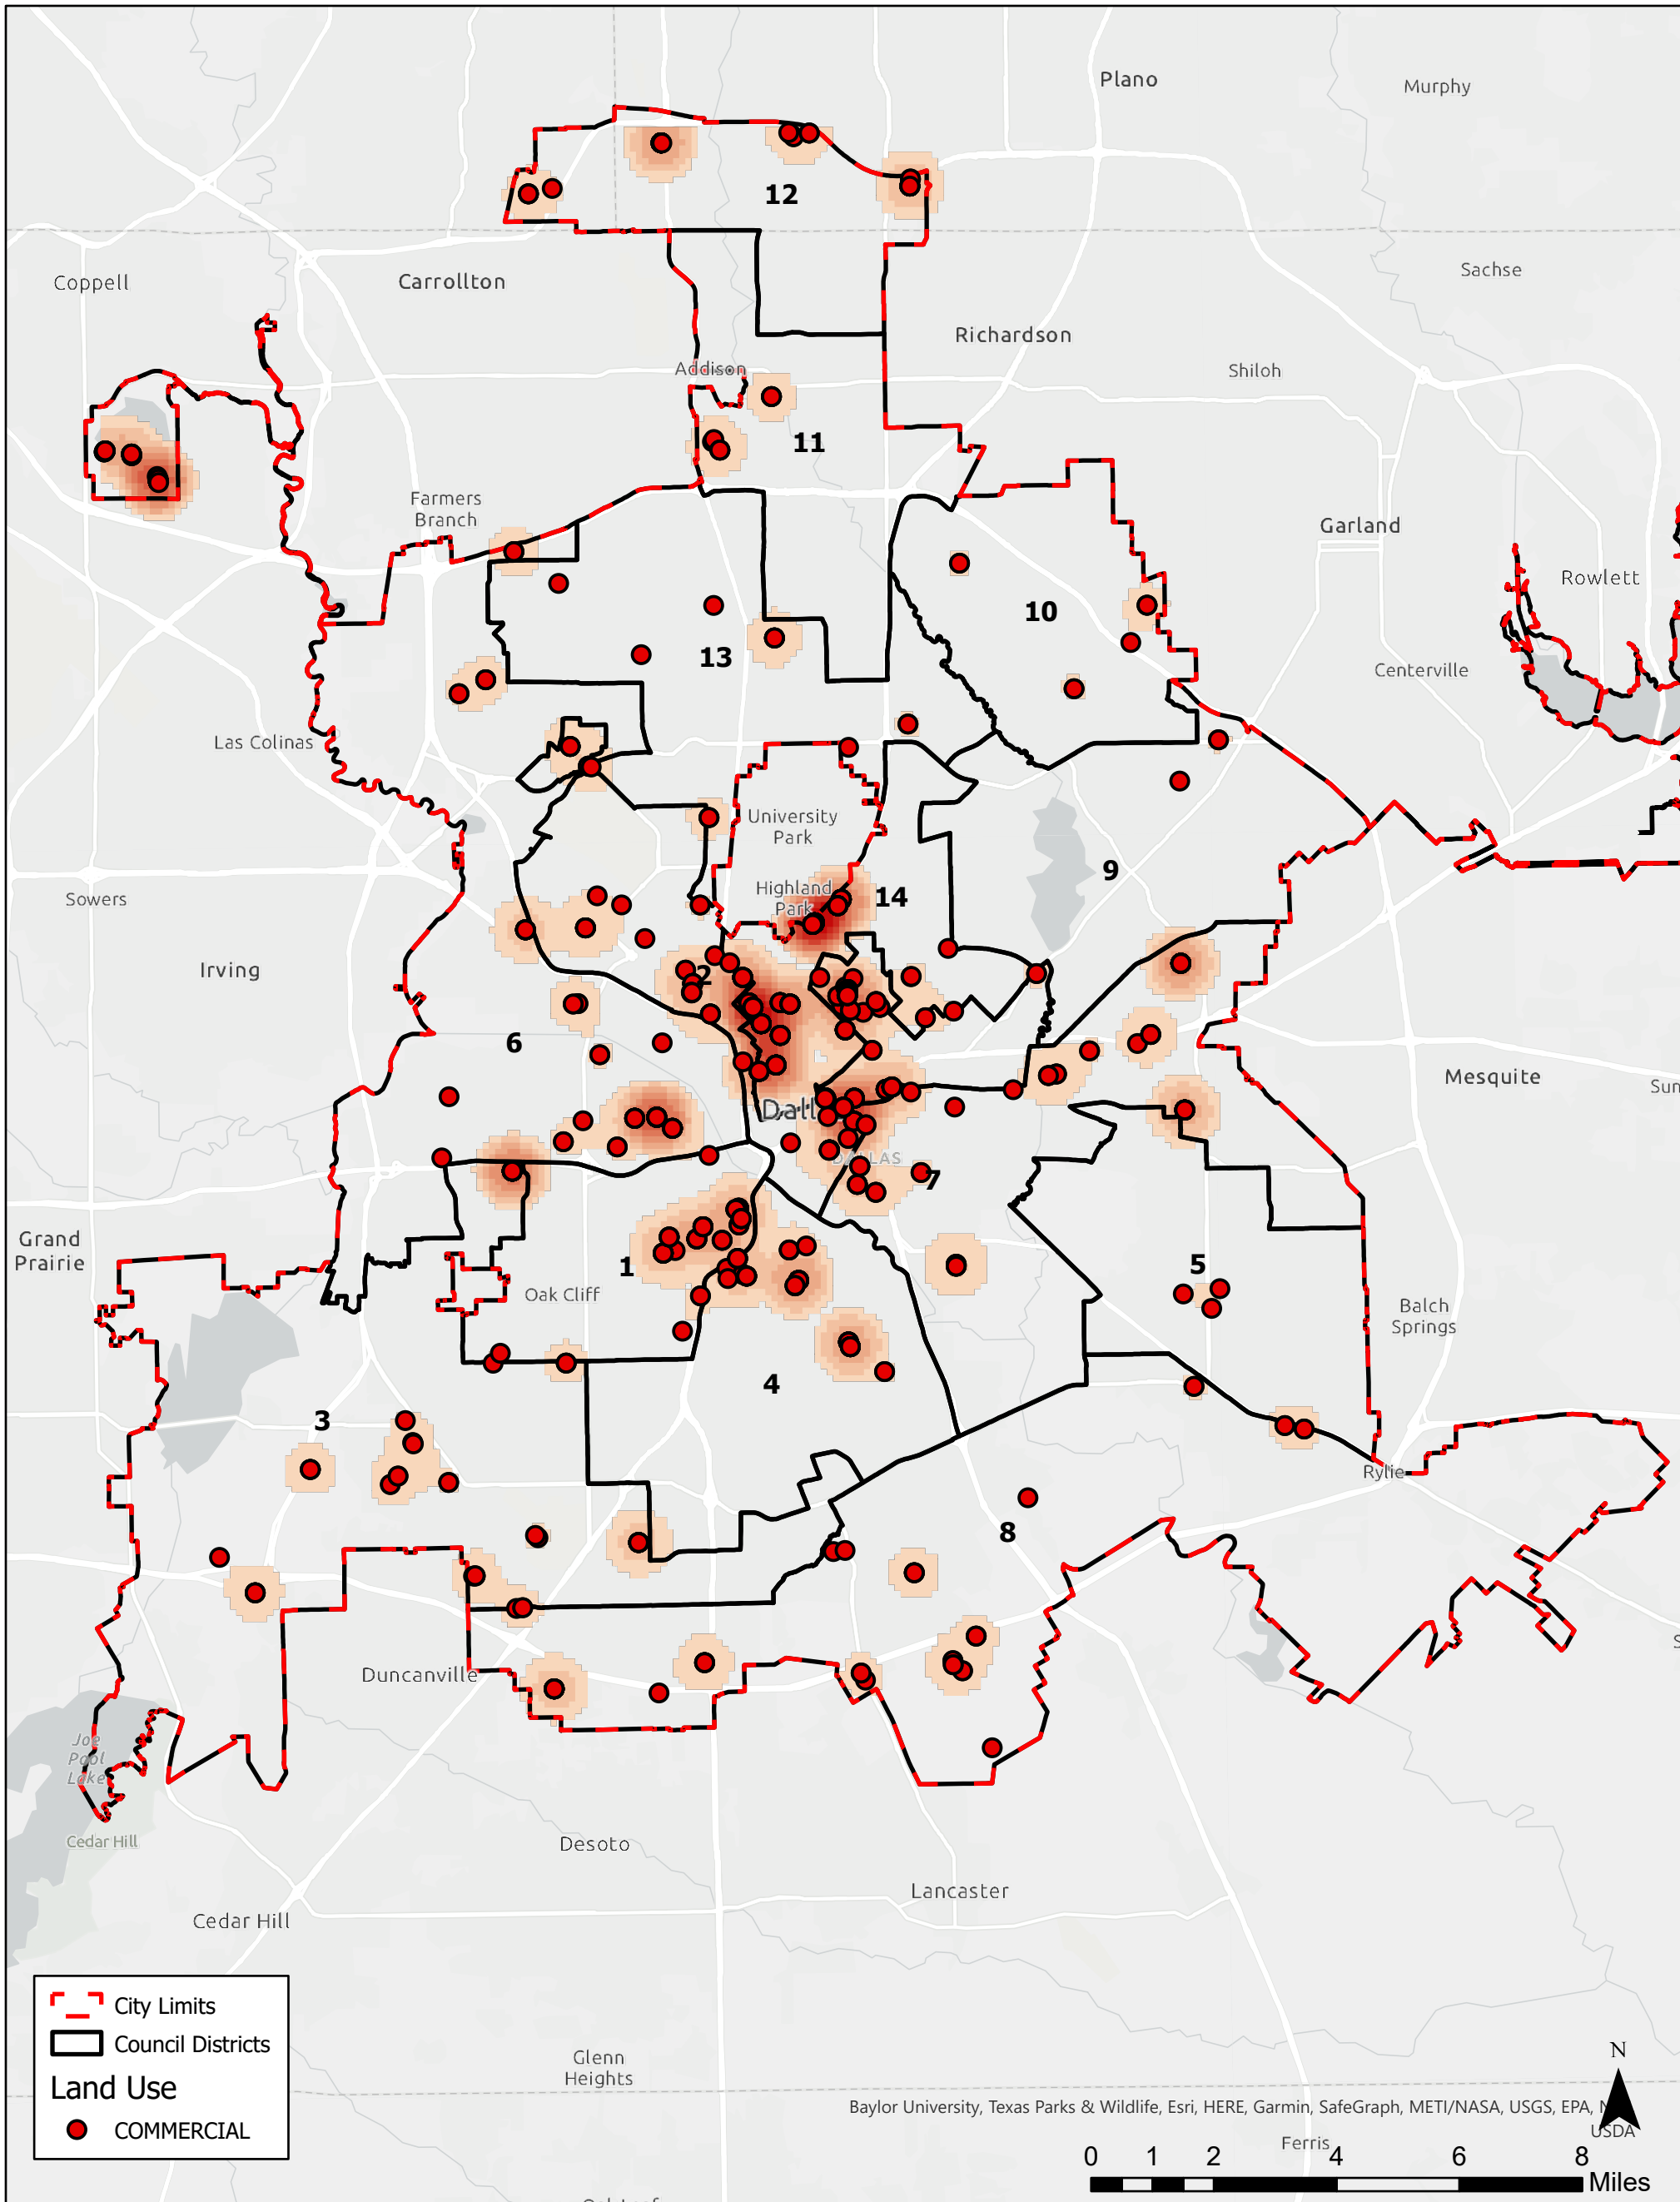 Plano
Murphy
12
Coppell
Carrollton
Sachse
Richardson
Addison
Shiloh
11
Farmers
Branch
Garland
Rowlett
10
13
Centerville
Las Colinas
University
Park
9
Highland
Park
14
Sowers
Irving
2
6
Mesquite
Sun
Dall
DALLAS
7
Grand
Prairie
1
5
Oak Cliff
Balch
Springs
4
3
Rylie
8
Duncanville
Joe
Pool
Lake
Cedar Hill
Desoto
Lancaster
Cedar Hill
City Limits
Council Districts
Land Use
COMMERCIAL
Glenn
Heights
N
Baylor University, Texas Parks & Wildlife, Esri, HERE, Garmin, SafeGraph, METI/NASA, USGS, EPA,
USDA
Ferris
0 1 2 4 6 8
Miles